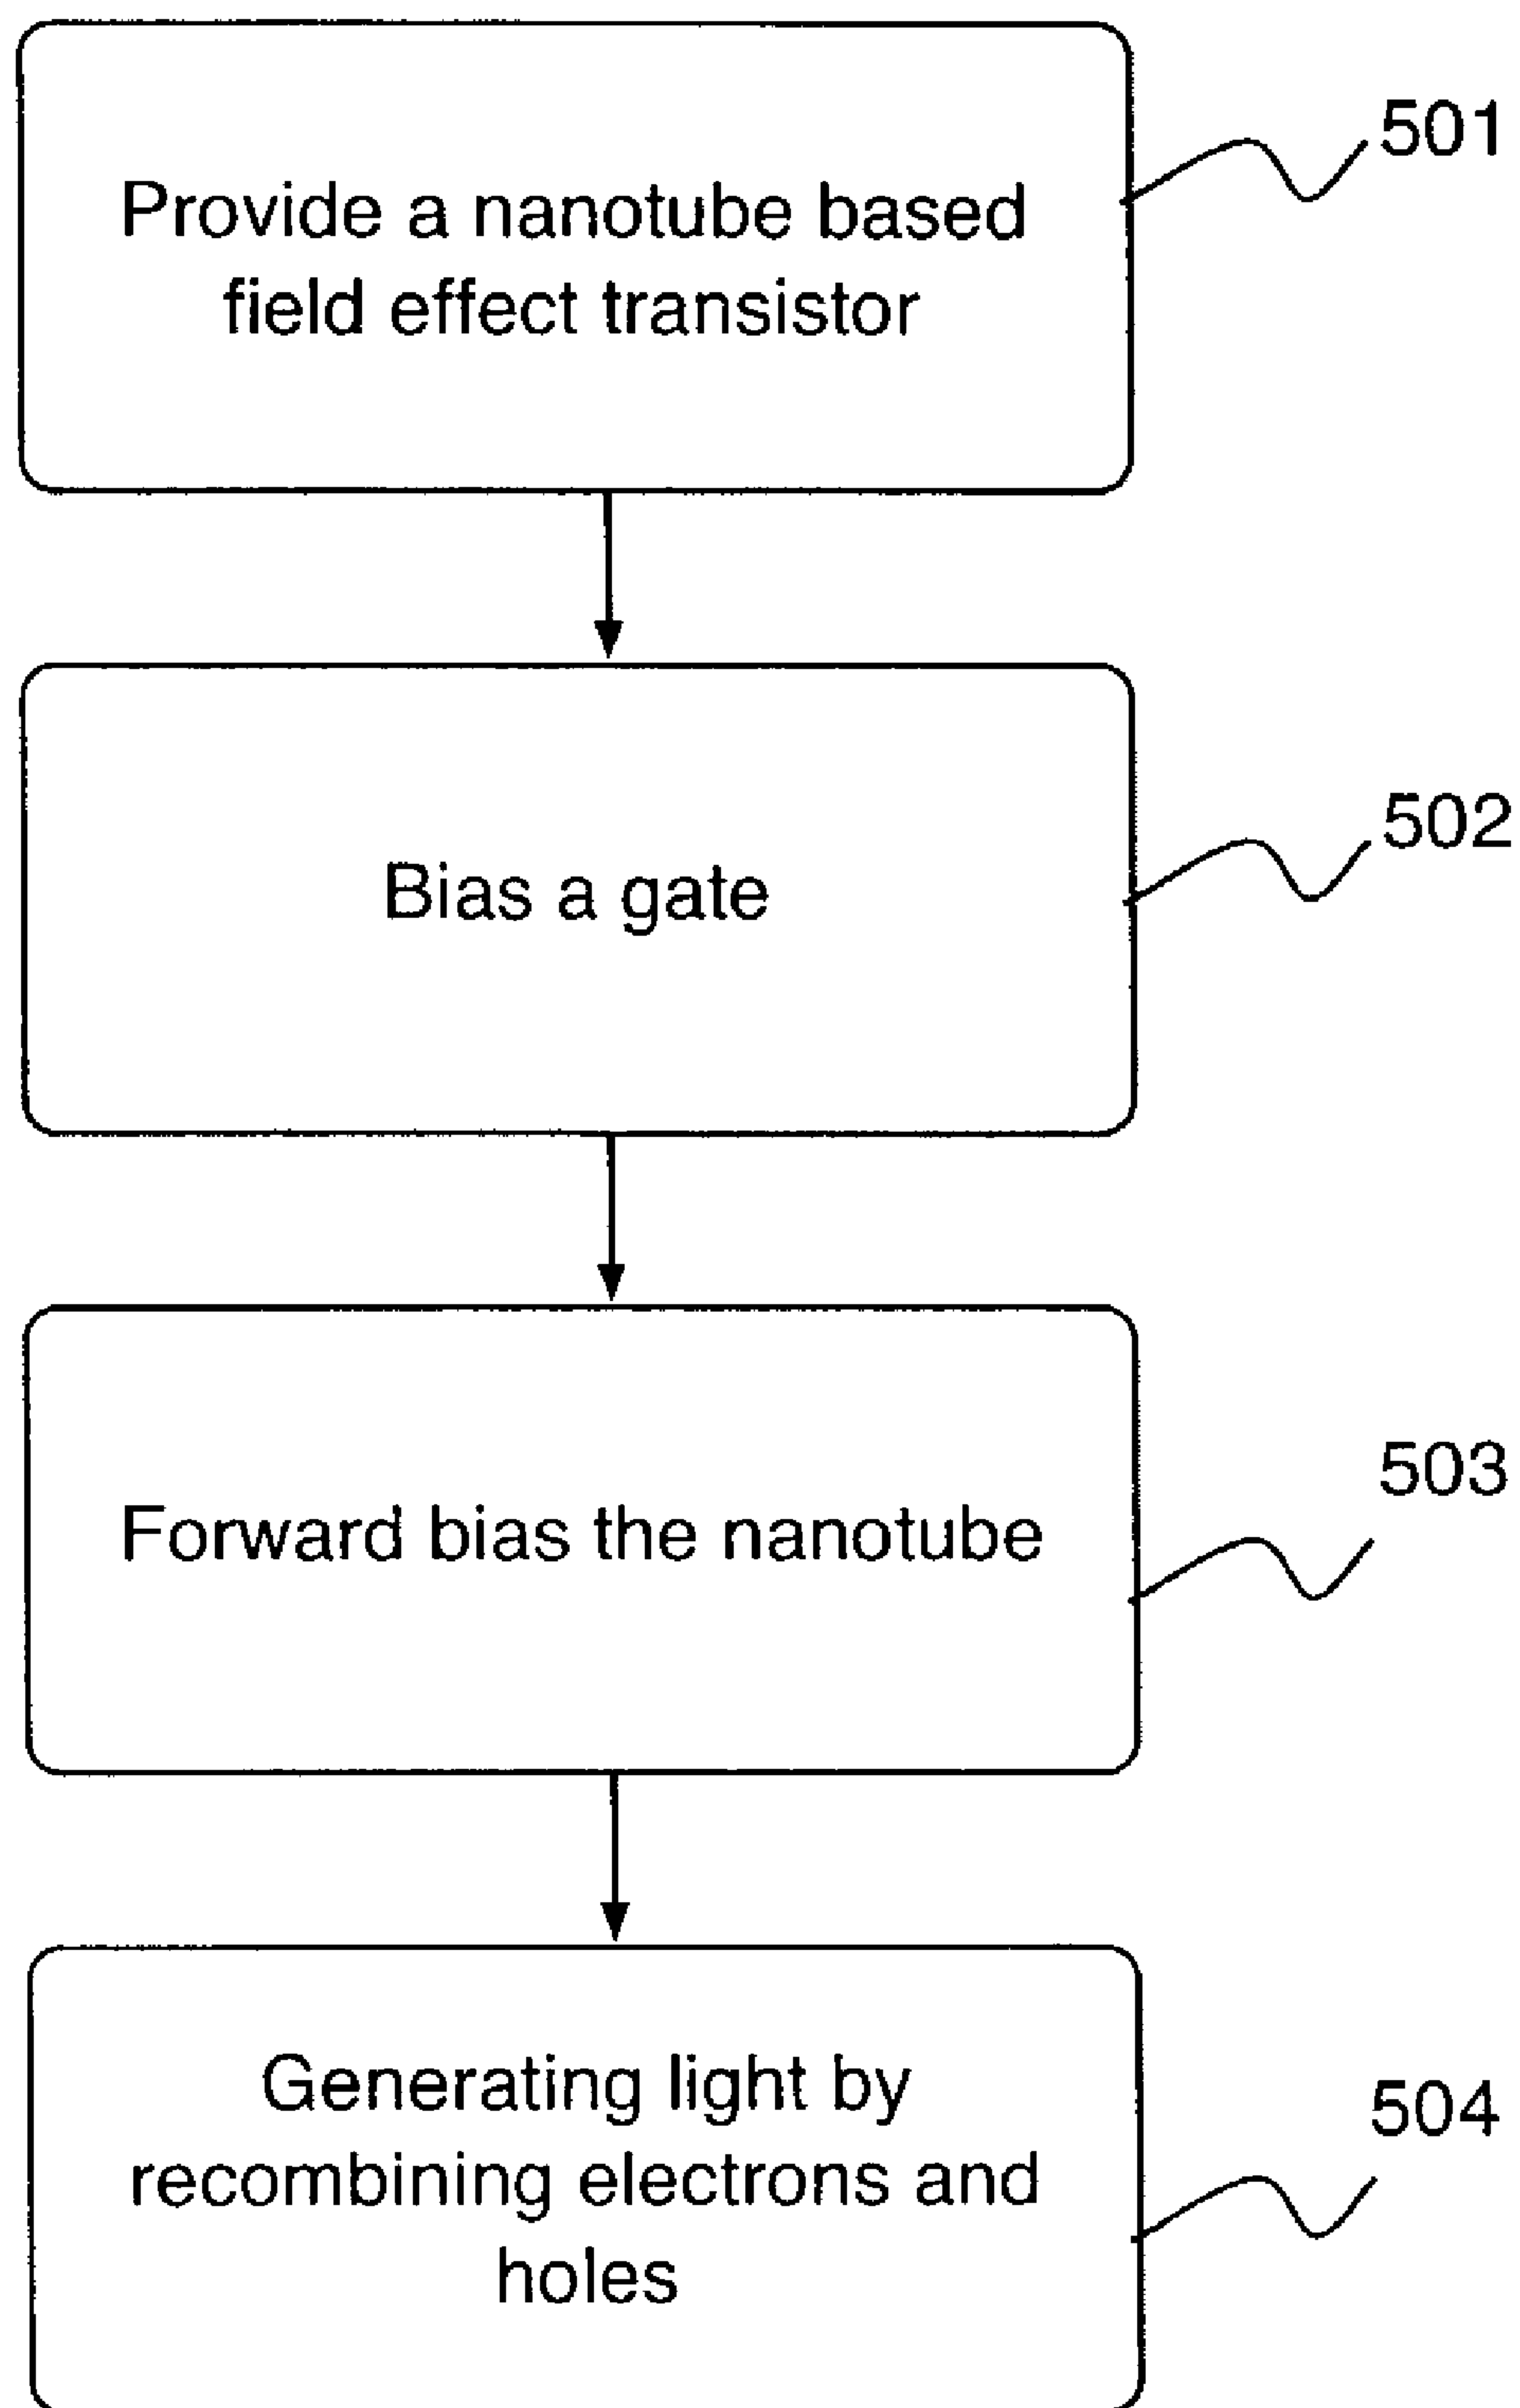 Provide a nanotube based
field effect transistor
501
Bias a gate
502
Forward bias the nanotube
503
Generating light by
recombining electrons and
holes
504